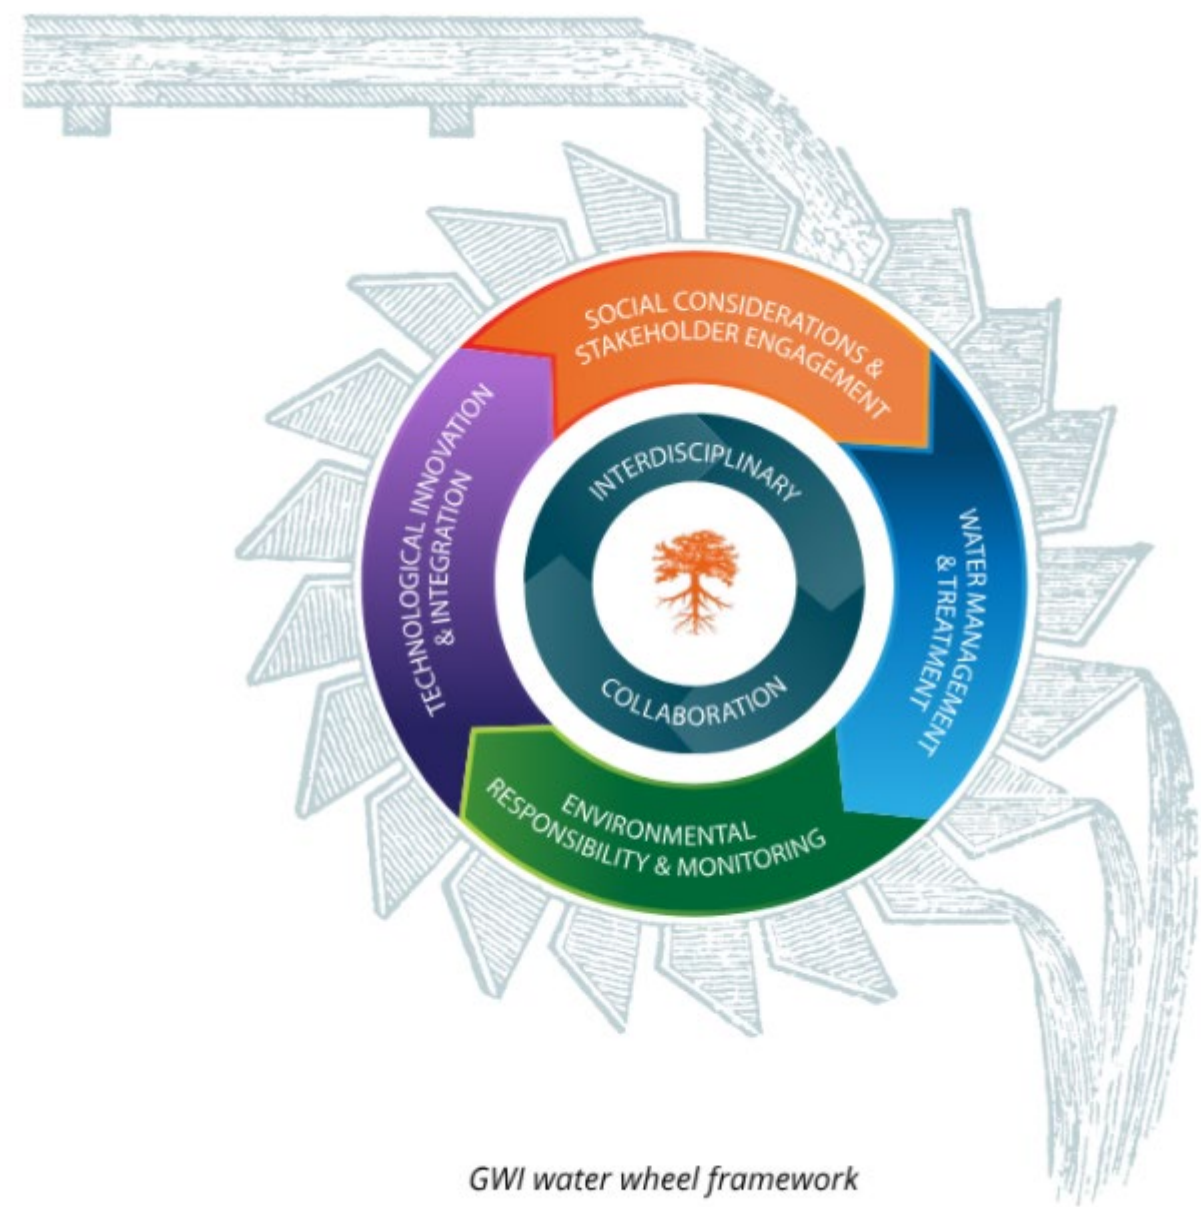 SOCIAL CONSIDERATIONS &
STAKEHOLDER ENGAGEMENT
WATER MANAGEMENT
& TREATMENT
ENVIRONMENTAL
RESPONSIBILITY & MONITORING
TECHNOLOGICAL INNOVATION
& INTEGRATION
INTERDISCIPLINARY
COLLABORATION
GWI water wheel framework